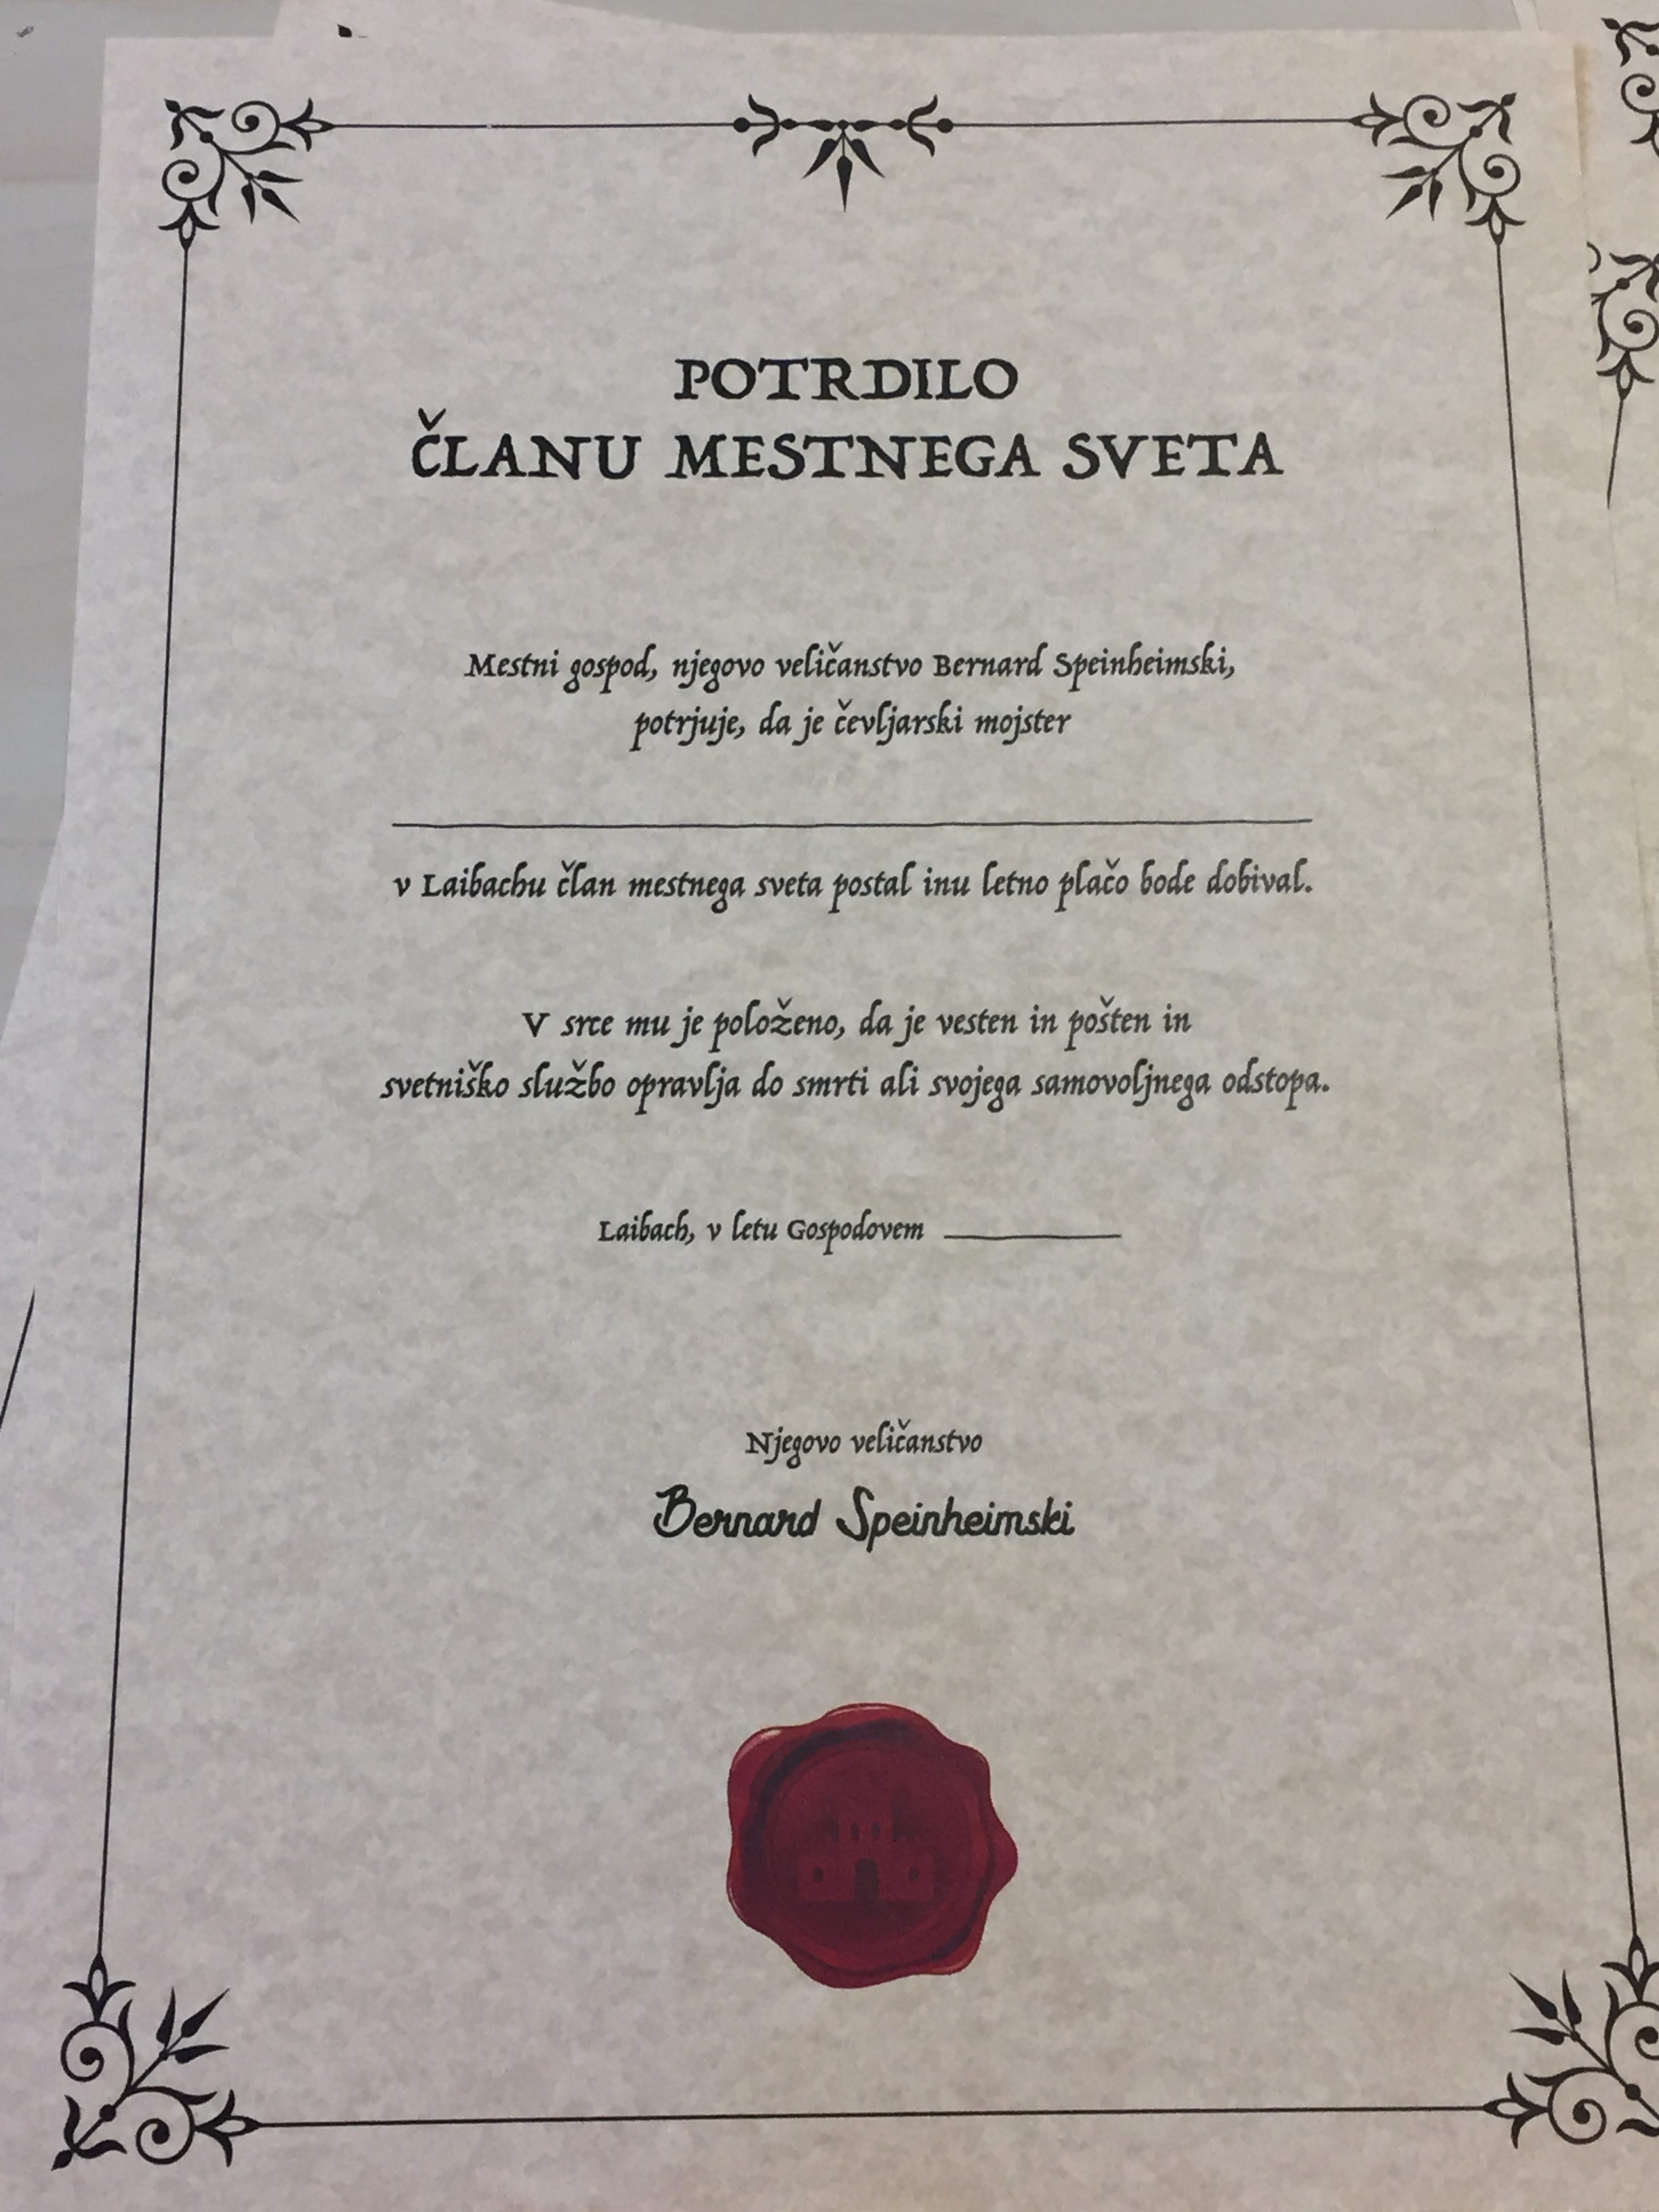 POTRDILO
ČLANU MESTNEGA SVETA
Mestni gospod, njegovo veličanstvo Bernard Speinheimski,
potrjuje, da je čevljarski mojster
v Laibachu član mestnega sveta postal inu letno plačo bode dobival.
V srce mu je položeno, da je vesten in pošten in
svetniško službo opravlja do smrti ali svojega samovoljnega odstopa.
Laibach, v letu Gospodovem
Njegovo veličanstvo
Bernard Speinheimski